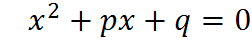 x² + px + q = 0